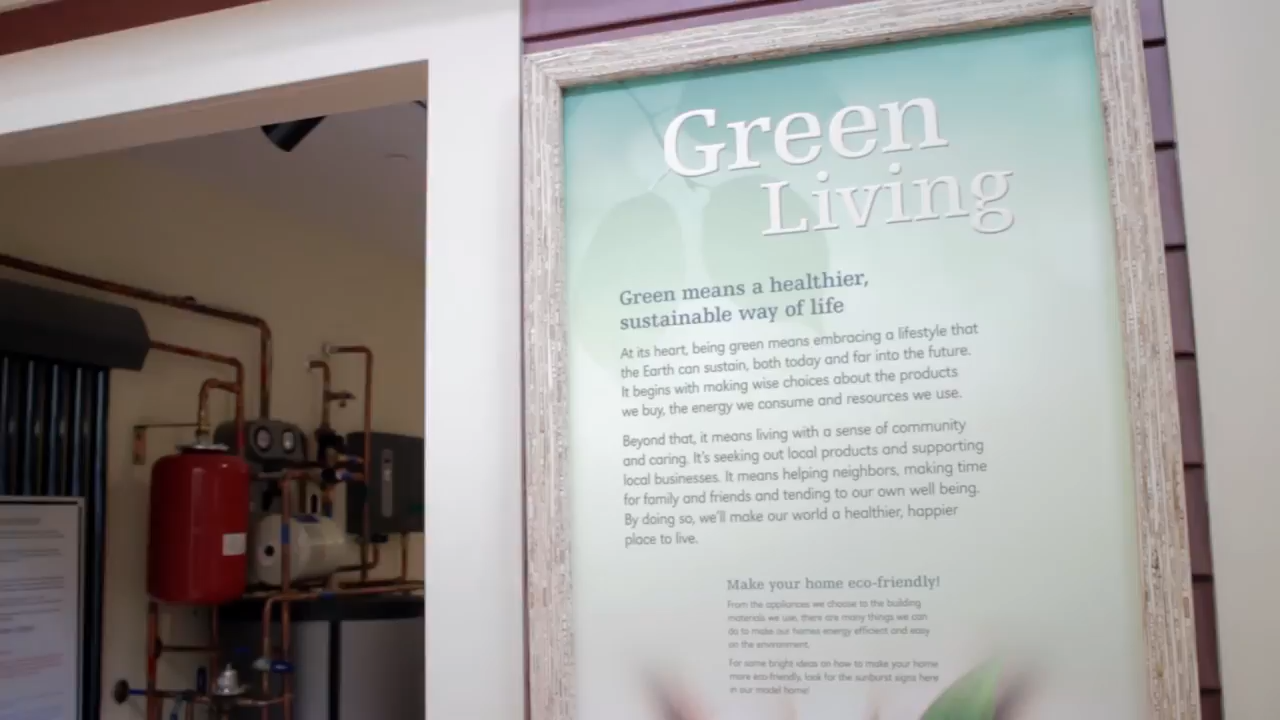 Green
Living
Green means a healthier,
sustainable way of life
At its heart, being green means embracing a lifestyle that
the Earth can sustain, both today and far into the future.
It begins with making wise choices about the products
we buy, the energy we consume and resources we use.
Beyond that, it means living with a sense of community
and caring. It's seeking out local products and supporting
local businesses. It means helping neighbors, making time
for family and friends and tending to our own well being.
By doing so, we'll make our world a healthier, happier
place to live.
Make your home eco-friendly!
From the appliances we choose to the building
materials we use, there are many things we can
do to make our homes energy efficient and easy
on the environment.
For some bright ideas on how to make your home
more eco-friendly, look for the sunburst signs here
in our model home!